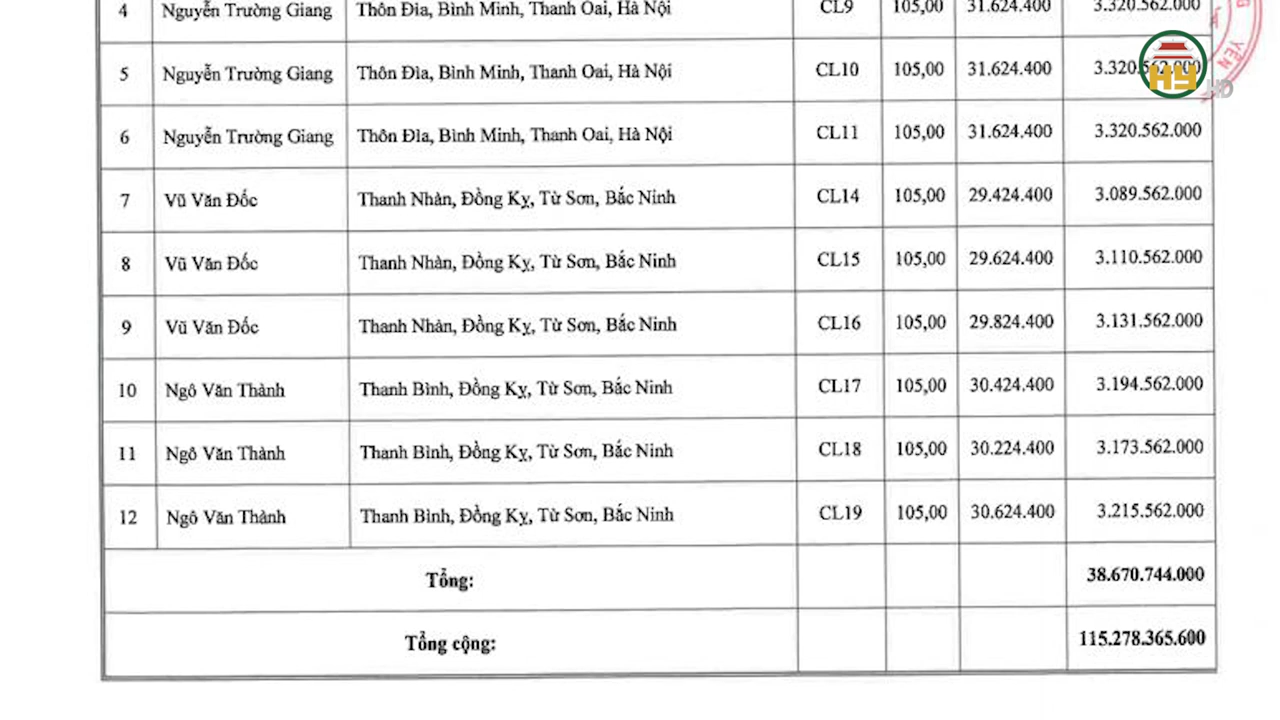 4 Nguyễn Trường Giang Thôn Đìa, Bình Minh, Thanh Oai, Hà Nội CL9 105,00 31.624.400 3.320.562.000
5 Nguyễn Trường Giang Thôn Đìa, Bình Minh, Thanh Oai, Hà Nội CL10 105,00 31.624.400 3.320.562.000
6 Nguyễn Trường Giang Thôn Đìa, Bình Minh, Thanh Oai, Hà Nội CL11 105,00 31.624.400 3.320.562.000
7 Vũ Văn Đốc Thanh Nhàn, Đồng Kỵ, Từ Sơn, Bắc Ninh CL14 105,00 29.424.400 3.089.562.000
8 Vũ Văn Đốc Thanh Nhàn, Đồng Kỵ, Từ Sơn, Bắc Ninh CL15 105,00 29.624.400 3.110.562.000
9 Vũ Văn Đốc Thanh Nhàn, Đồng Kỵ, Từ Sơn, Bắc Ninh CL16 105,00 29.824.400 3.131.562.000
10 Ngô Văn Thành Thanh Bình, Đồng Kỵ, Từ Sơn, Bắc Ninh CL17 105,00 30.424.400 3.194.562.000
11 Ngô Văn Thành Thanh Bình, Đồng Kỵ, Từ Sơn, Bắc Ninh CL18 105,00 30.224.400 3.173.562.000
12 Ngô Văn Thành Thanh Bình, Đồng Kỵ, Từ Sơn, Bắc Ninh CL19 105,00 30.624.400 3.215.562.000
Tổng: 38.670.744.000
Tổng cộng: 115.278.365.600
HY HD
YÊN